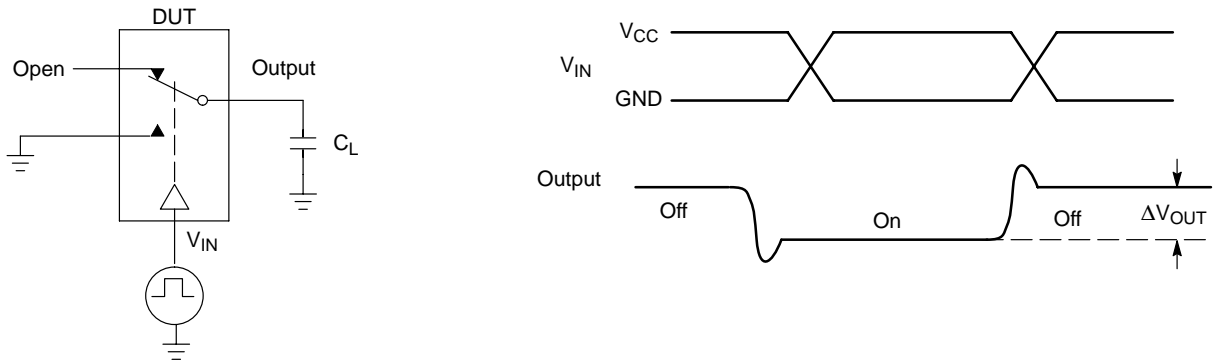 DUT
Open
Output
C_L
V_IN
V_CC
V_IN
GND
Output
Off
On
Off
ΔV_OUT